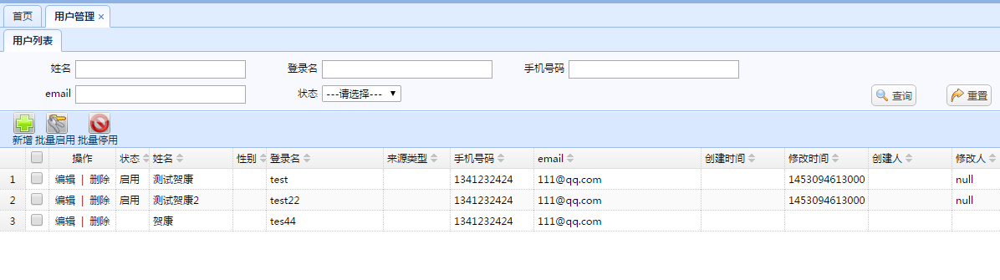 首页 用户管理 ×
用户列表
姓名 登录名 手机号码
email 状态 ---请选择--- 查询 重置
新增 批量启用 批量停用
操作 状态 姓名 性别 登录名 来源类型 手机号码 email 创建时间 修改时间 创建人 修改人
1 编辑 | 删除 启用 测试贺康 test 1341232424 111@qq.com 1453094613000 null
2 编辑 | 删除 启用 测试贺康2 test22 1341232424 111@qq.com 1453094613000 null
3 编辑 | 删除 贺康 tes44 1341232424 111@qq.com